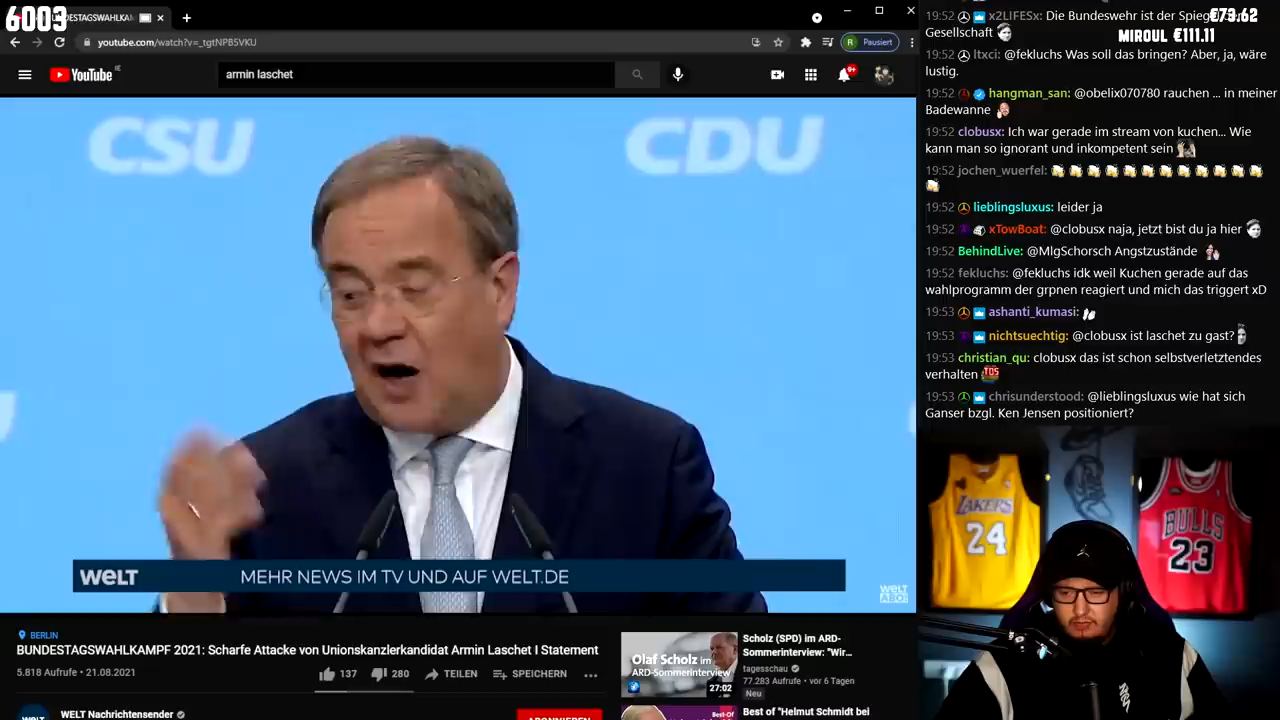 6003
BUNDESTAGSWAHLKAM
youtube.com/watch?v=_tgtNPB5VKU
R Pausiert
YouTube IE
armin laschet
9+
CSU
CDU
WELT
MEHR NEWS IM TV UND AUF WELT.DE
WELT
ABO
BERLIN
BUNDESTAGSWAHLKAMPF 2021: Scharfe Attacke von Unionskanzlerkandidat Armin Laschet I Statement
5.818 Aufrufe • 21.08.2021
137
280
TEILEN
SPEICHERN
WELT Nachrichtensender
ABONNIEREN
Olaf Scholz im
ARD-Sommerinterview
27:02
Scholz (SPD) im ARD-
Sommerinterview: "Wir...
tagesschau
77.283 Aufrufe • vor 6 Tagen
Neu
Best-Of
Best of "Helmut Schmidt bei
€73.62
MIROUL €111.11
19:52 x2LIFESx: Die Bundeswehr ist der Spiegel
Gesellschaft
19:52 ltxci: @fekluchs Was soll das bringen? Aber, ja, wäre
lustig.
19:52 hangman_san: @obelix070780 rauchen ... in meiner
Badewanne
19:52 clobusx: Ich war gerade im stream von kuchen... Wie
kann man so ignorant und inkompetent sein
19:52 jochen_wuerfel:
19:52 lieblingsluxus: leider ja
19:52 xTowBoat: @clobusx naja, jetzt bist du ja hier
19:52 BehindLive: @MlgSchorsch Angstzustände
19:52 fekluchs: @fekluchs idk weil Kuchen gerade auf das
wahlprogramm der grpnen reagiert und mich das triggert xD
19:53 ashanti_kumasi:
19:53 nichtsuechtig: @clobusx ist laschet zu gast?
19:53 christian_qu: clobusx das ist schon selbstverletztendes
verhalten TOS
19:53 chrisunderstood: @lieblingsluxus wie hat sich
Ganser bzgl. Ken Jensen positioniert?
LAKERS
24
BULLS
23